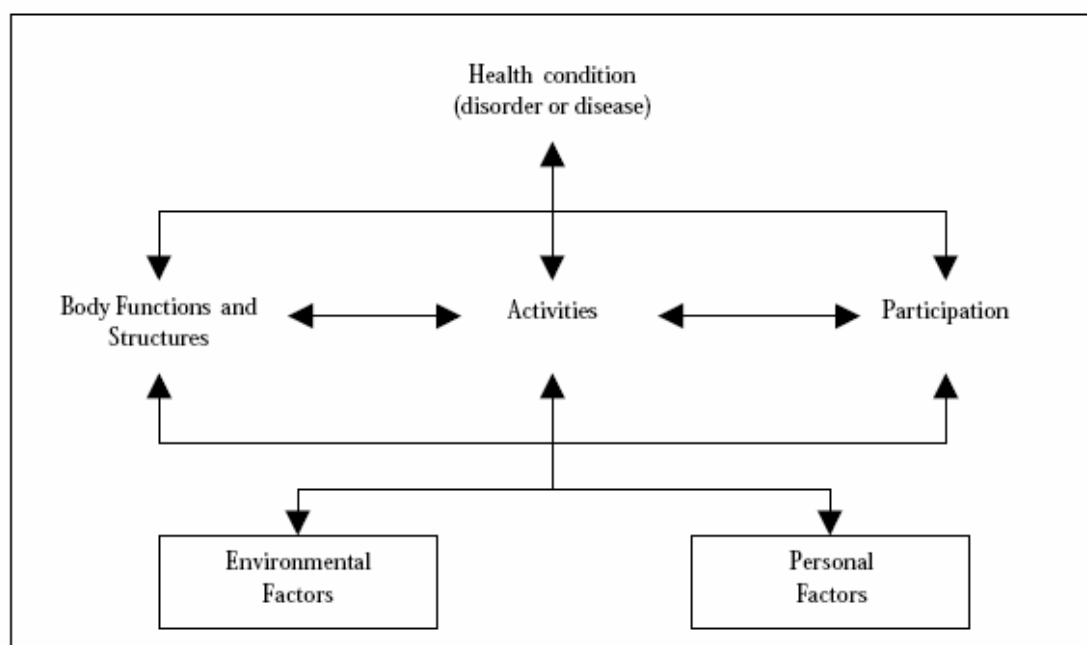 Health condition
(disorder or disease)
Body Functions and
Structures
Activities
Participation
Environmental
Factors
Personal
Factors